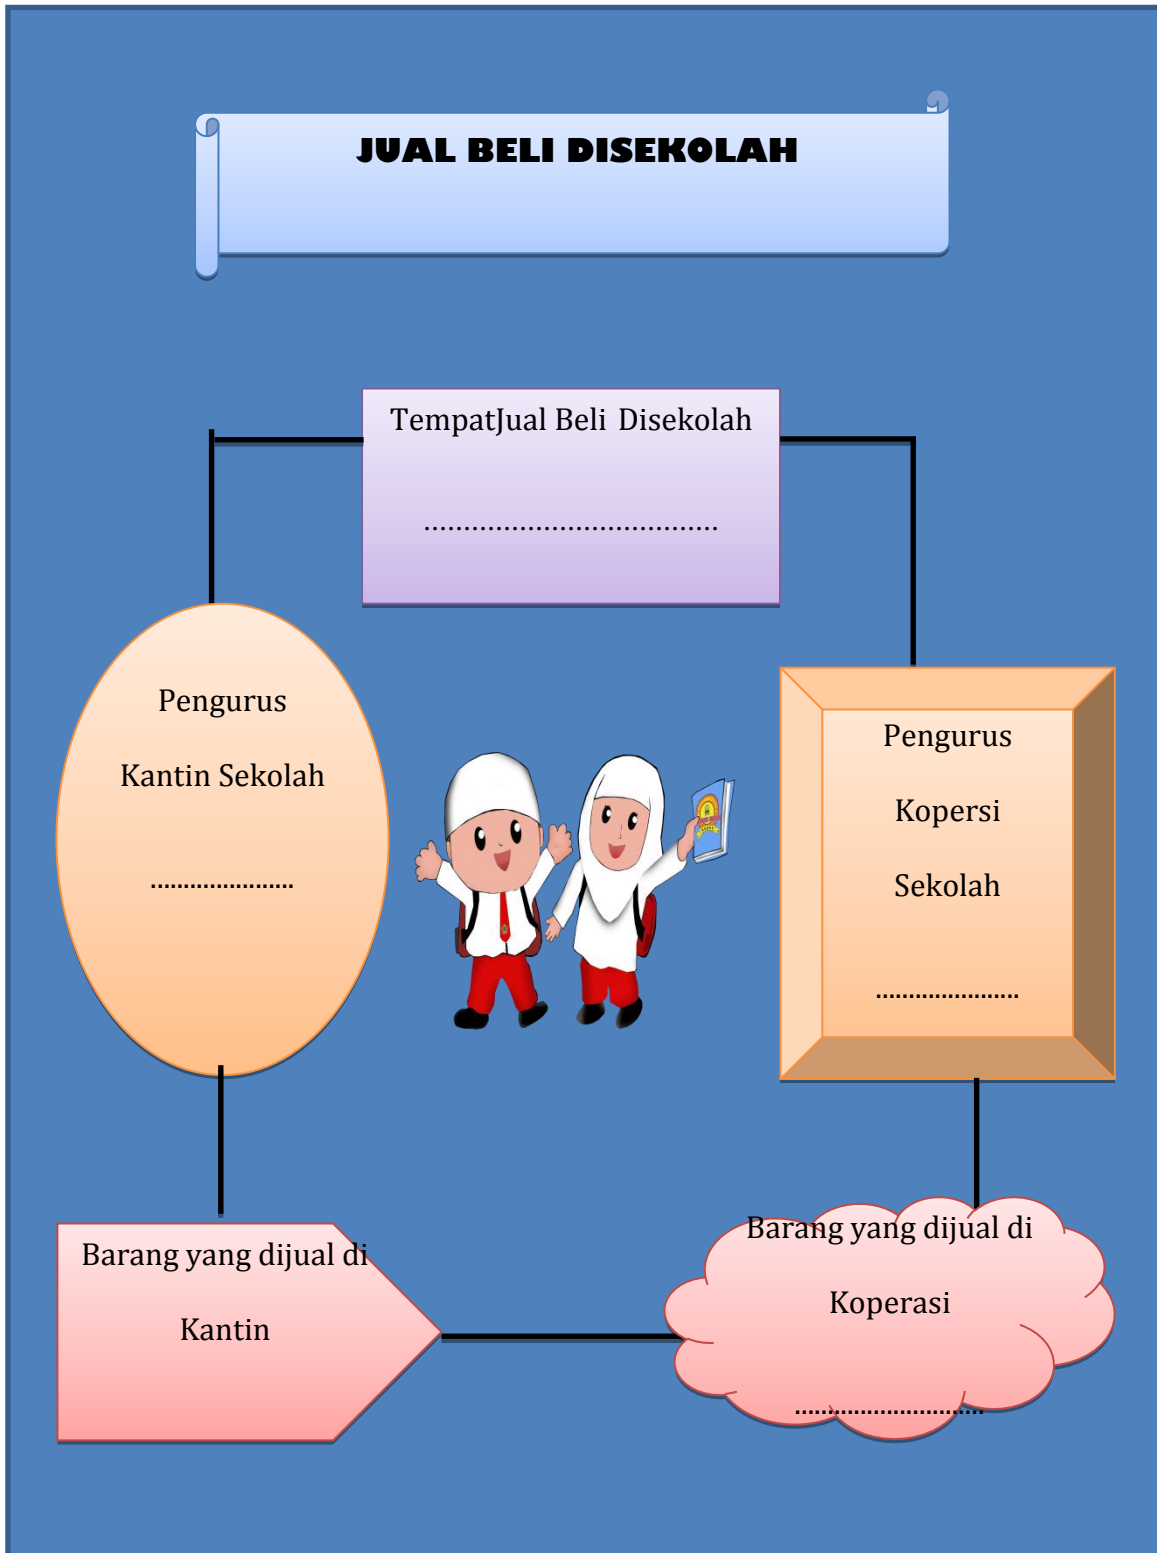 JUAL BELI DISEKOLAH
TempatJual Beli Disekolah
.....................................
Pengurus
Kantin Sekolah
......................
Pengurus
Kopersi
Sekolah
......................
Barang yang dijual di
Kantin
Barang yang dijual di
Koperasi
.............................